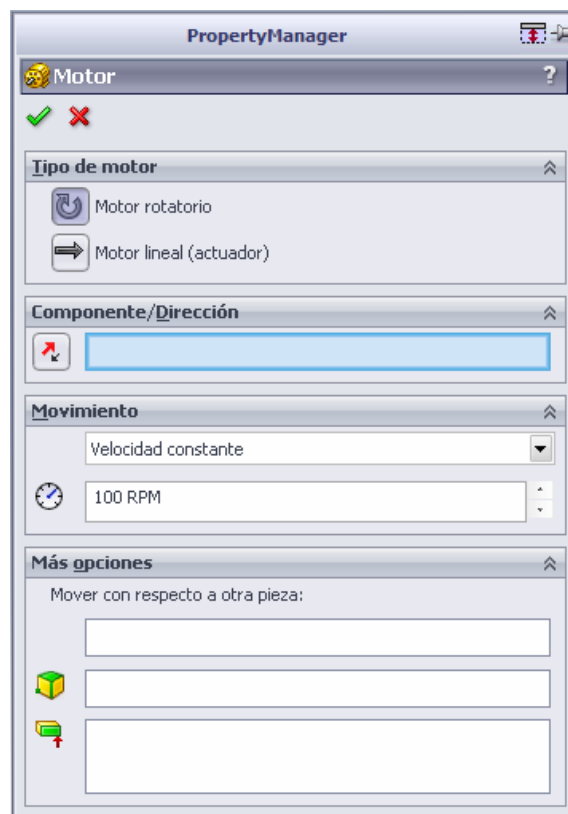 PropertyManager
Motor ?
Tipo de motor
Motor rotatorio
Motor lineal (actuador)
Componente/Dirección
Movimiento
Velocidad constante
100 RPM
Más opciones
Mover con respecto a otra pieza: